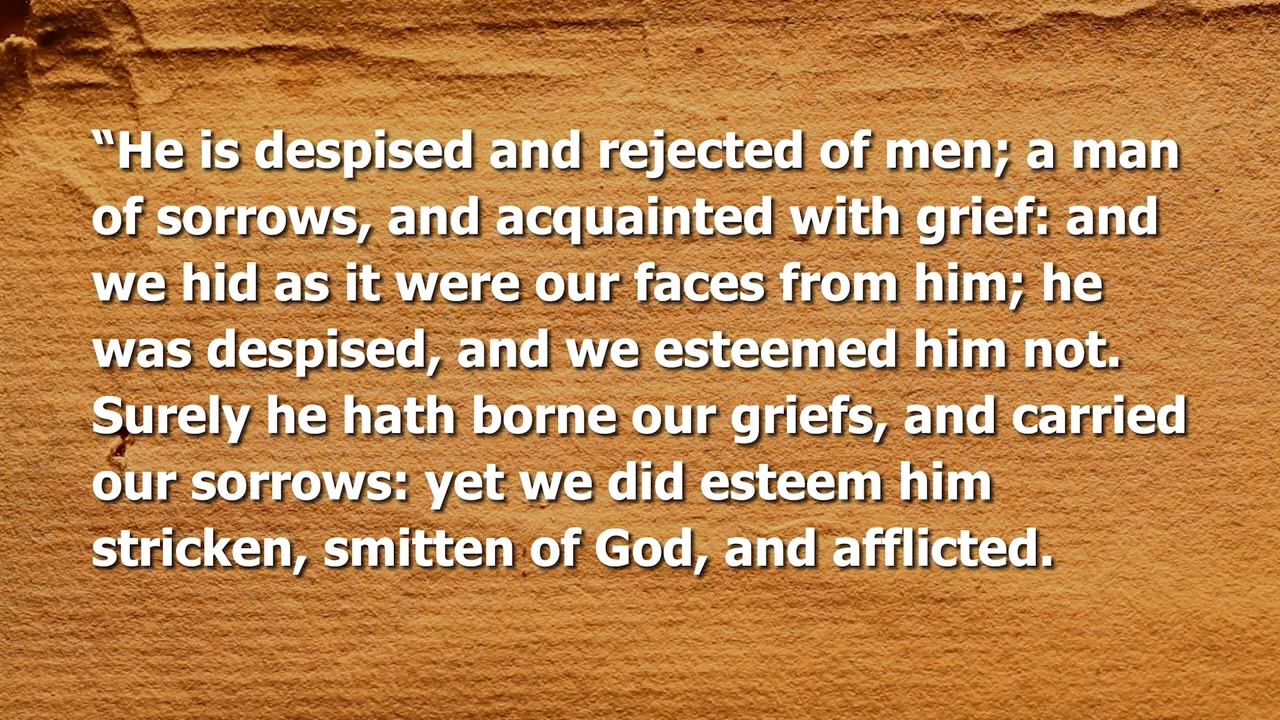 “He is despised and rejected of men; a man
of sorrows, and acquainted with grief: and
we hid as it were our faces from him; he
was despised, and we esteemed him not.
Surely he hath borne our griefs, and carried
our sorrows: yet we did esteem him
stricken, smitten of God, and afflicted.